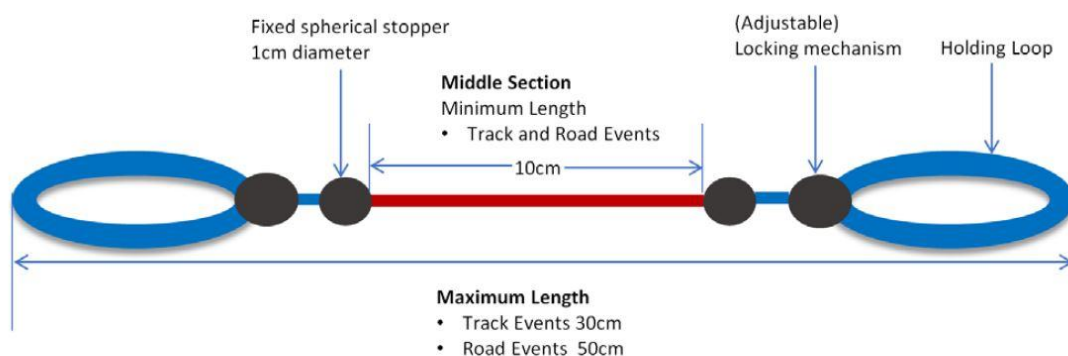 Fixed spherical stopper
1cm diameter
(Adjustable)
Locking mechanism
Holding Loop
Middle Section
Minimum Length
• Track and Road Events
10cm
Maximum Length
• Track Events 30cm
• Road Events 50cm